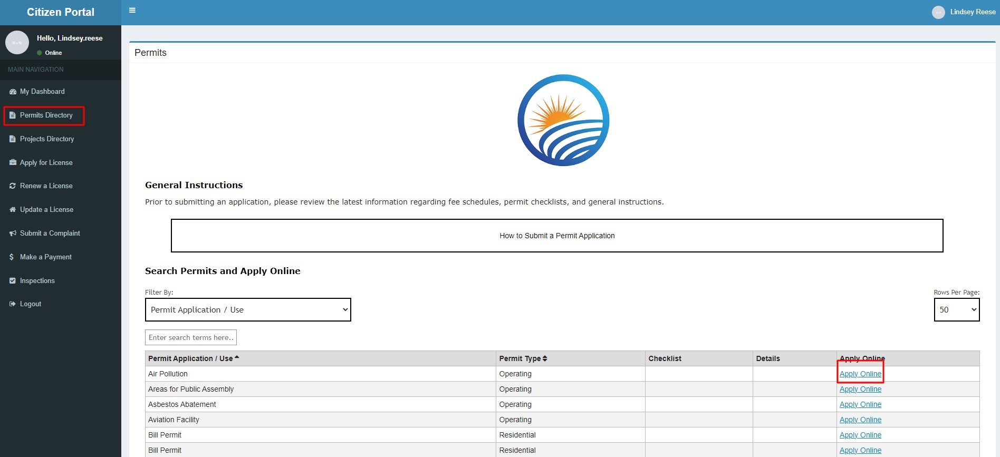 Citizen Portal
Lindsey Reese
Hello, Lindsey.reese
Online
MAIN NAVIGATION
My Dashboard
Permits Directory
Projects Directory
Apply for License
Renew a License
Update a License
Submit a Complaint
Make a Payment
Inspections
Logout
Permits
General Instructions
Prior to submitting an application, please review the latest information regarding fee schedules, permit checklists, and general instructions.
How to Submit a Permit Application
Search Permits and Apply Online
Filter By: Rows Per Page:
Permit Application / Use 50
Enter search terms here..
Permit Application / Use Permit Type Checklist Details Apply Online
Air Pollution Operating Apply Online
Areas for Public Assembly Operating Apply Online
Asbestos Abatement Operating Apply Online
Aviation Facility Operating Apply Online
Bill Permit Residential Apply Online
Bill Permit Residential Apply Online